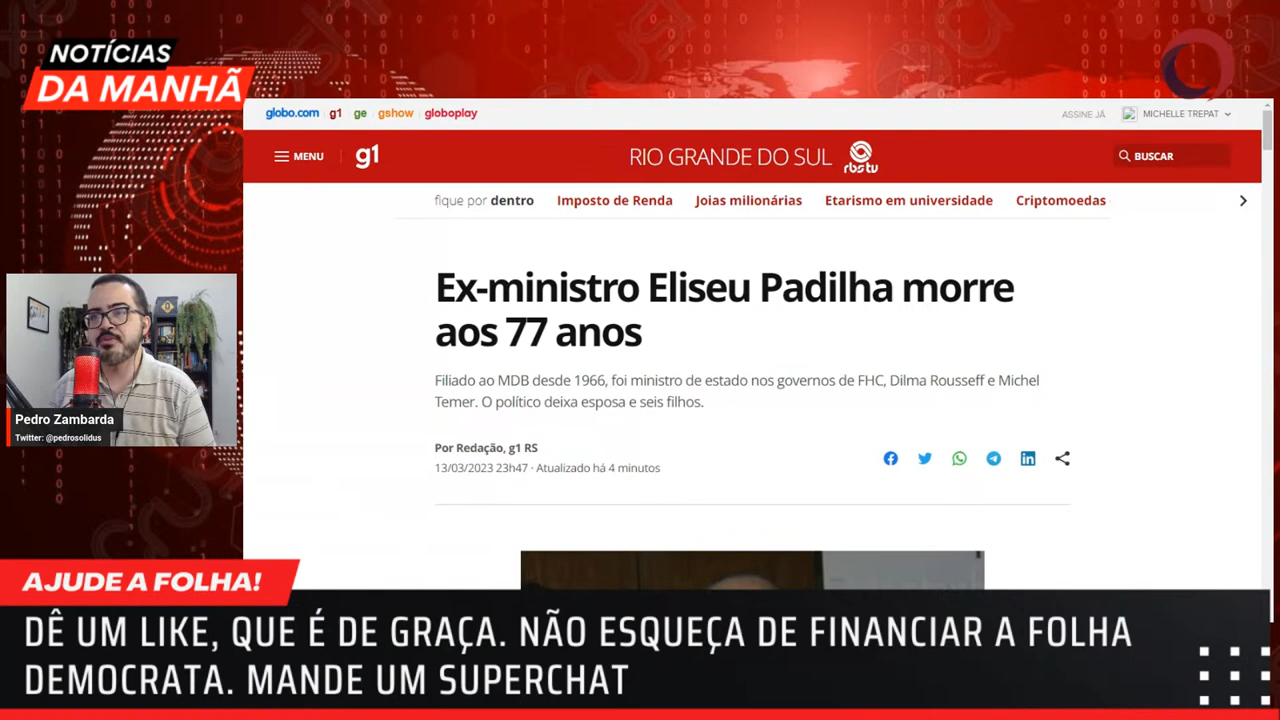 NOTÍCIAS
DA MANHÃ
globo.com g1 ge gshow globoplay
ASSINE JÁ MICHELLE TREPAT
MENU g1 RIO GRANDE DO SUL rbs tv BUSCAR
fique por dentro Imposto de Renda Joias milionárias Etarismo em universidade Criptomoedas
Ex-ministro Eliseu Padilha morre
aos 77 anos
Filiado ao MDB desde 1966, foi ministro de estado nos governos de FHC, Dilma Rousseff e Michel
Temer. O político deixa esposa e seis filhos.
Por Redação, g1 RS
13/03/2023 23h47 · Atualizado há 4 minutos
Pedro Zambarda
Twitter: @pedrosolidus
AJUDE A FOLHA!
DÊ UM LIKE, QUE É DE GRAÇA. NÃO ESQUEÇA DE FINANCIAR A FOLHA
DEMOCRATA. MANDE UM SUPERCHAT